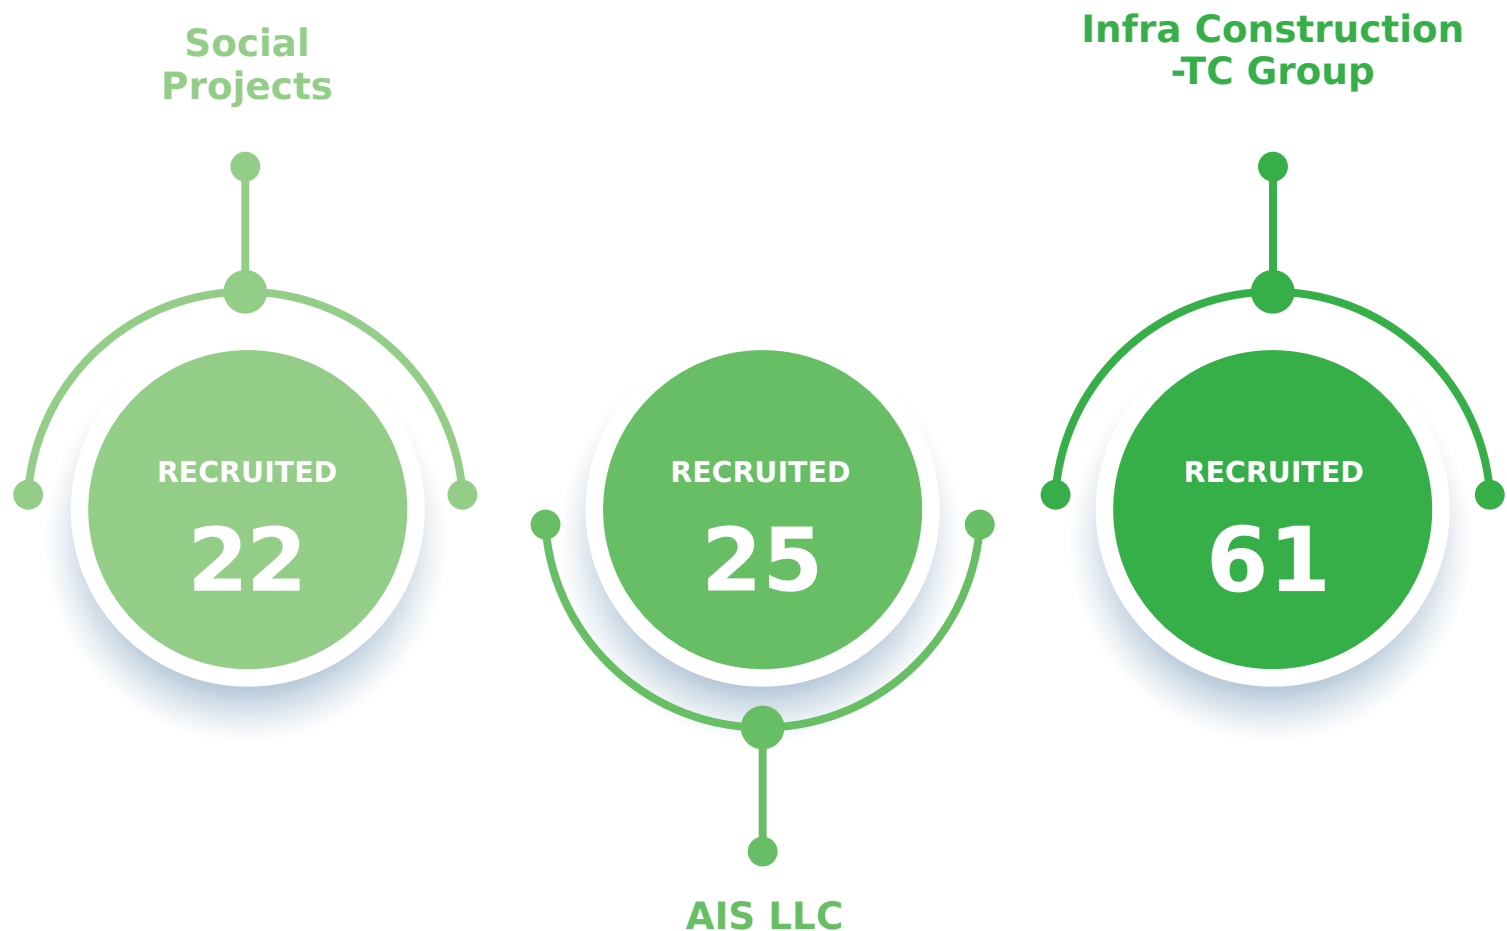 Social
Projects
RECRUITED
22
RECRUITED
25
AIS LLC
Infra Construction
-TC Group
RECRUITED
61